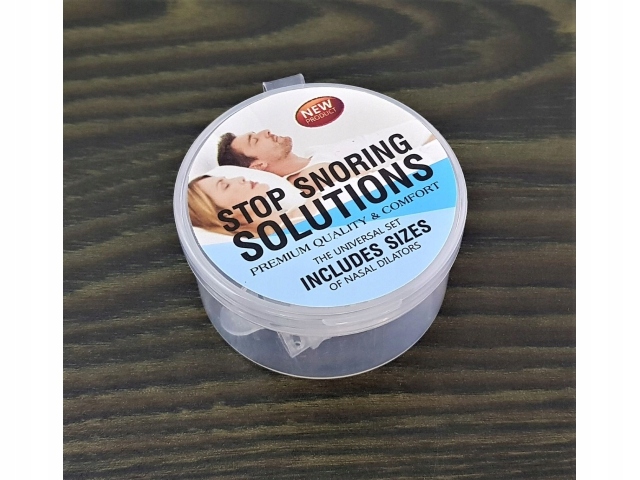 NEW
PRODUCT
STOP SNORING
SOLUTIONS
PREMIUM QUALITY & COMFORT
THE UNIVERSAL SET
INCLUDES SIZES
OF NASAL DILATORS